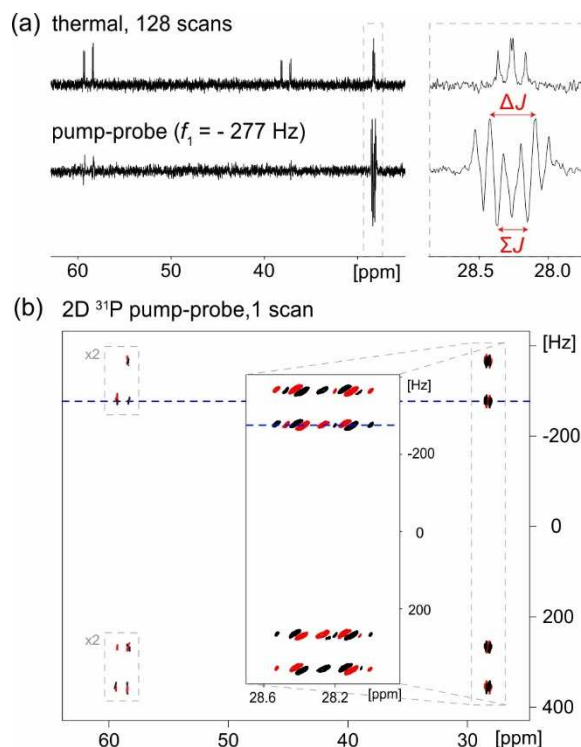 (a) thermal, 128 scans
pump-probe (f₁ = - 277 Hz)
ΔJ
ΣJ
60 50 40 30 [ppm] 28.5 28.0
(b) 2D ³¹P pump-probe,1 scan
[Hz]
x2
[Hz]
-200
-200
0
0
x2
200
200
28.6 28.2 [ppm]
400
60 50 40 30 [ppm]